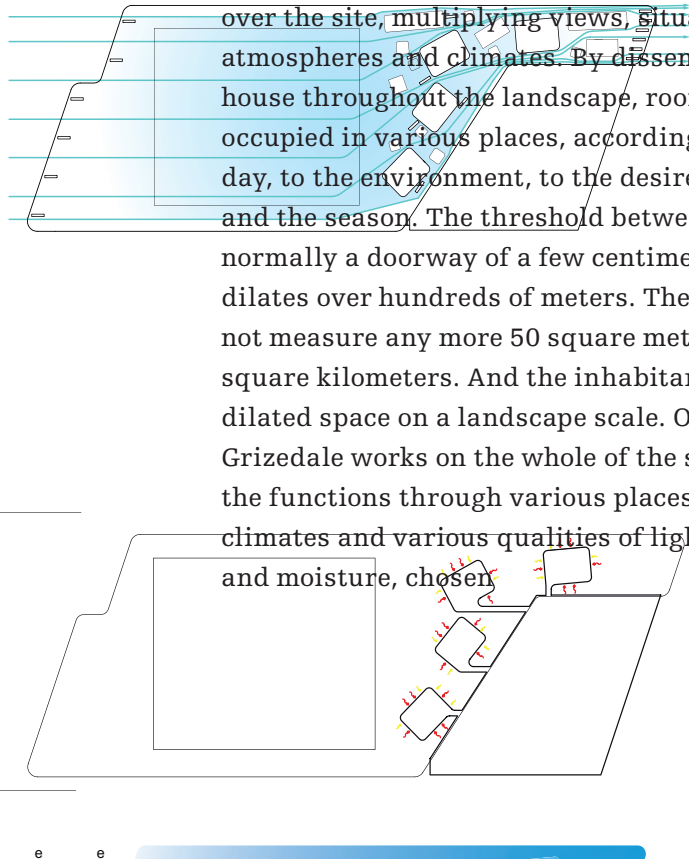 over the site, multiplying views, situa
atmospheres and climates. By dissem
house throughout the landscape, roor
occupied in various places, according
day, to the environment, to the desire
and the season. The threshold betwe
normally a doorway of a few centime
dilates over hundreds of meters. The
not measure any more 50 square met
square kilometers. And the inhabitar
dilated space on a landscape scale. O
Grizedale works on the whole of the s
the functions through various places
climates and various qualities of ligh
and moisture, chosen
e e